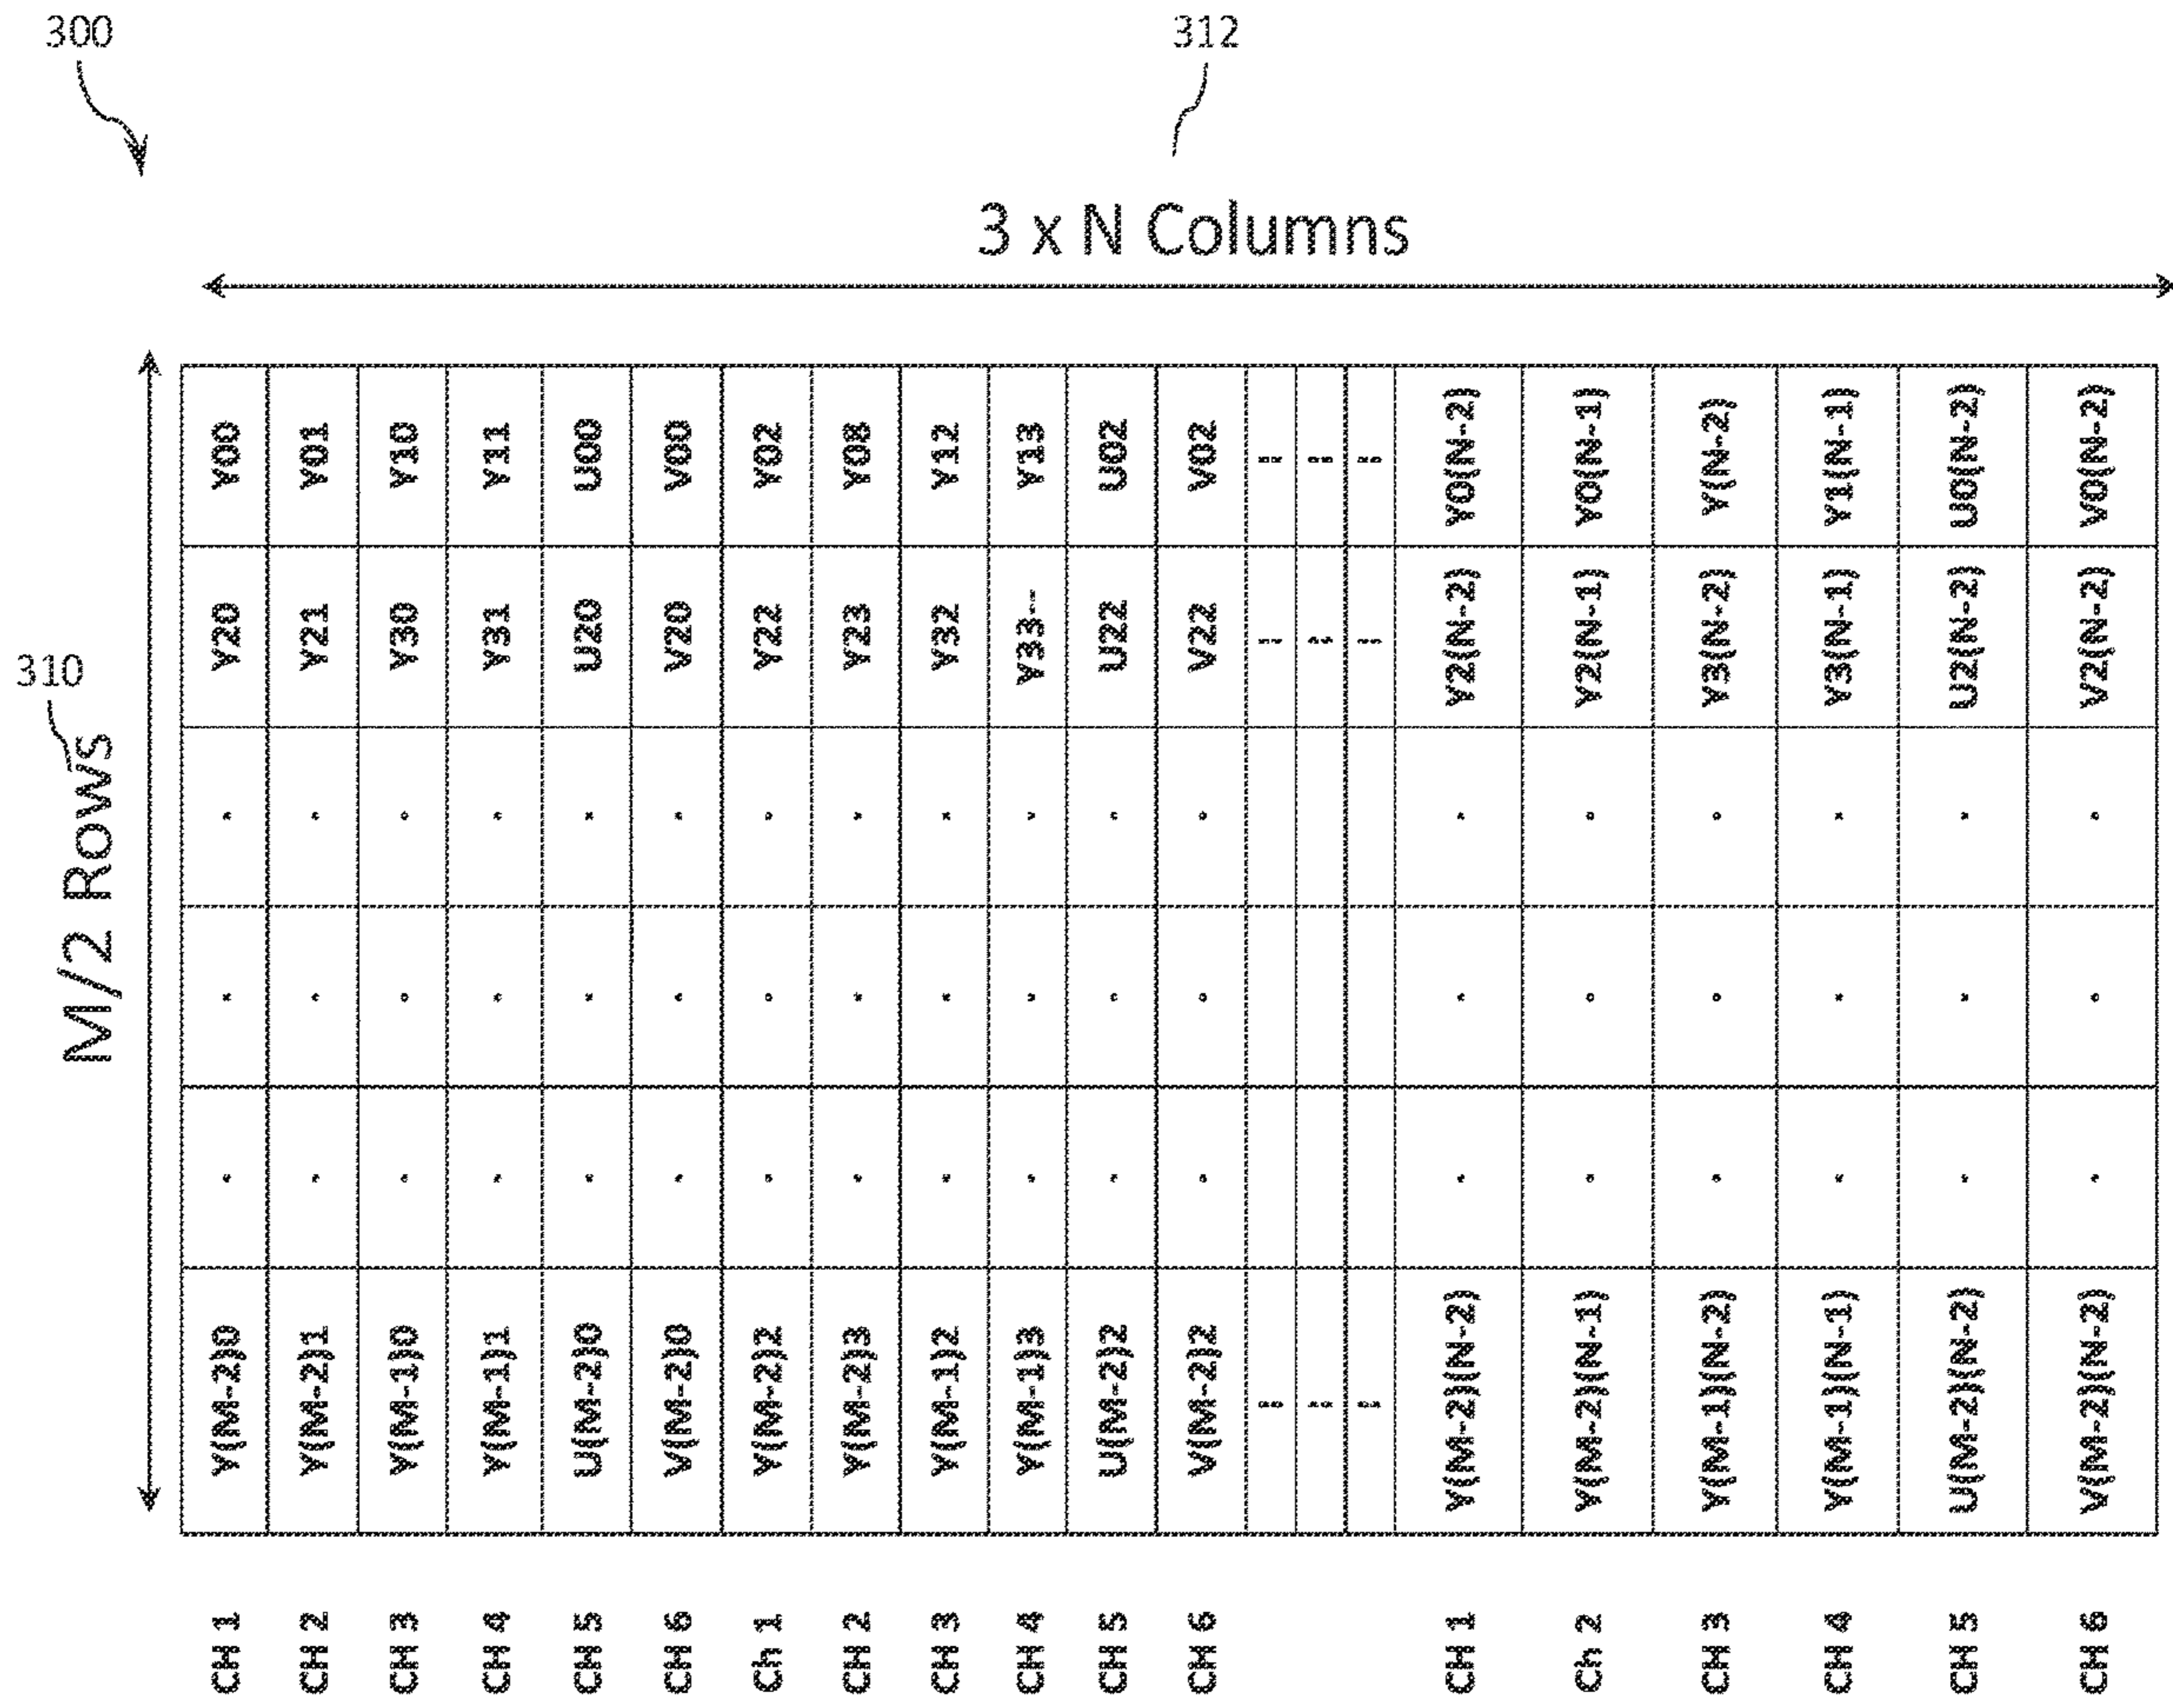 300
312
3 x N Columns
310
M/2 Rows
Y00 Y01 Y10 Y11 U00 V00 Y02 Y08 Y12 Y13 U02 V02 -- -- -- Y0(N-2) Y0(N-1) Y(N-2) Y1(N-1) U0(N-2) V0(N-2)
Y20 Y21 Y30 Y31 U20 V20 Y22 Y23 Y32 Y33-- U22 V22 -- -- -- Y2(N-2) Y2(N-1) Y3(N-2) Y3(N-1) U2(N-2) V2(N-2)
Y(M-2)0 Y(M-2)1 Y(M-1)0 Y(M-1)1 U(M-2)0 V(M-2)0 Y(M-2)2 Y(M-2)3 Y(M-1)2 Y(M-1)3 U(M-2)2 V(M-2)2 -- -- -- Y(M-2)(N-2) Y(M-2)(N-1) Y(M-1)(N-2) Y(M-1)(N-1) U(M-2)(N-2) V(M-2)(N-2)
CH 1 CH 2 CH 3 CH 4 CH 5 CH 6 Ch 1 CH 2 CH 3 CH 4 CH 5 CH 6 CH 1 Ch 2 CH 3 CH 4 CH 5 CH 6